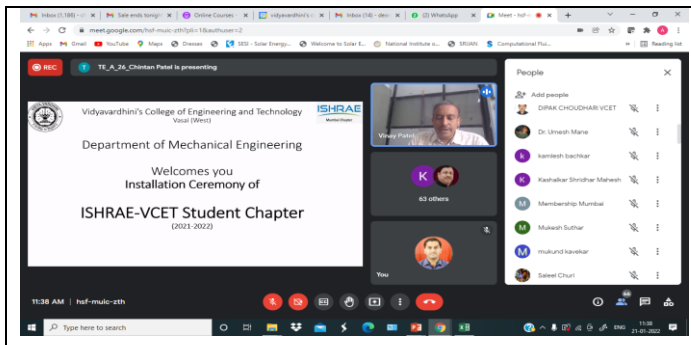 Inbox (1,186) - c
Sale ends tonigh
Online Courses -
vidyavardhini's c
Inbox (14) - dev
(2) WhatsApp
Meet - hsf-
meet.google.com/hsf-muic-zth?pli=1&authuser=2
Apps
Gmail
YouTube
Maps
Dresses
SESI - Solar Energy...
Welcome to Solar E...
National Institute o...
SRJAN
Computational Flui...
Reading list
REC
TE_A_26_Chintan Patel is presenting
Vidyavardhini's College of Engineering and Technology
Vasai (West)
ISHRAE
Mumbai Chapter
Department of Mechanical Engineering
Welcomes you
Installation Ceremony of
ISHRAE-VCET Student Chapter
(2021-2022)
Vinay Patel
K
63 others
You
People
Add people
DIPAK CHOUDHARI VCET
Dr. Umesh Mane
k
kamlesh bachkar
K
Kashalkar Shridhar Mahesh
M
Membership Mumbai
M
Mukesh Suthar
mukund kavekar
Saleel Churi
11:38 AM | hsf-muic-zth
Type here to search
ENG
11:38
21-01-2022